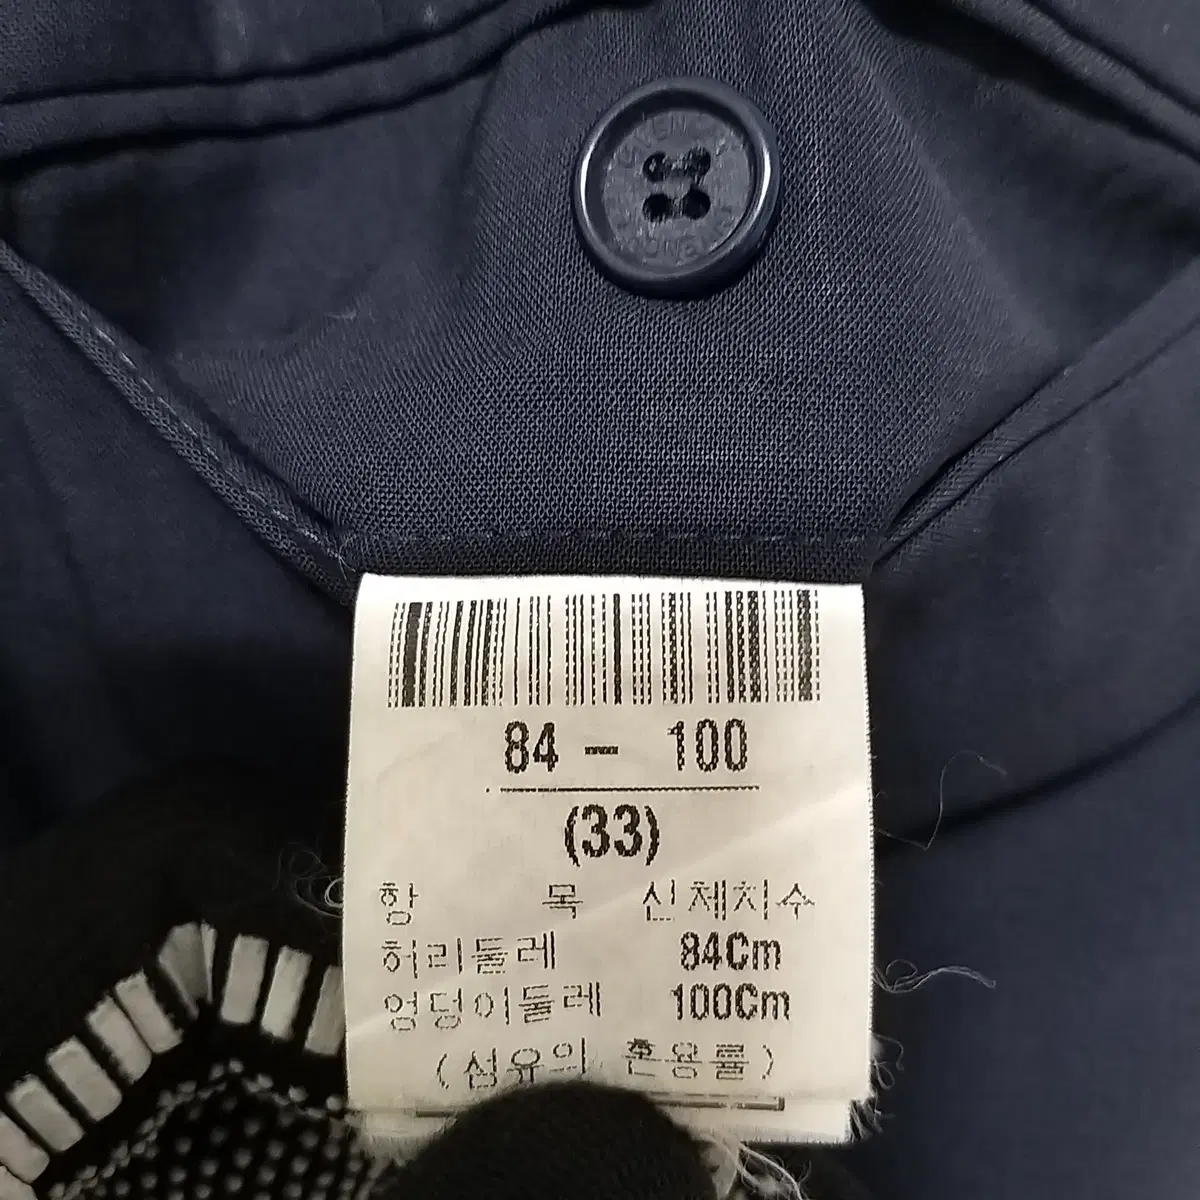 84 - 100
(33)
항 목 신체치수
허리둘레 84Cm
엉덩이둘레 100Cm
(섬유의 혼용률)